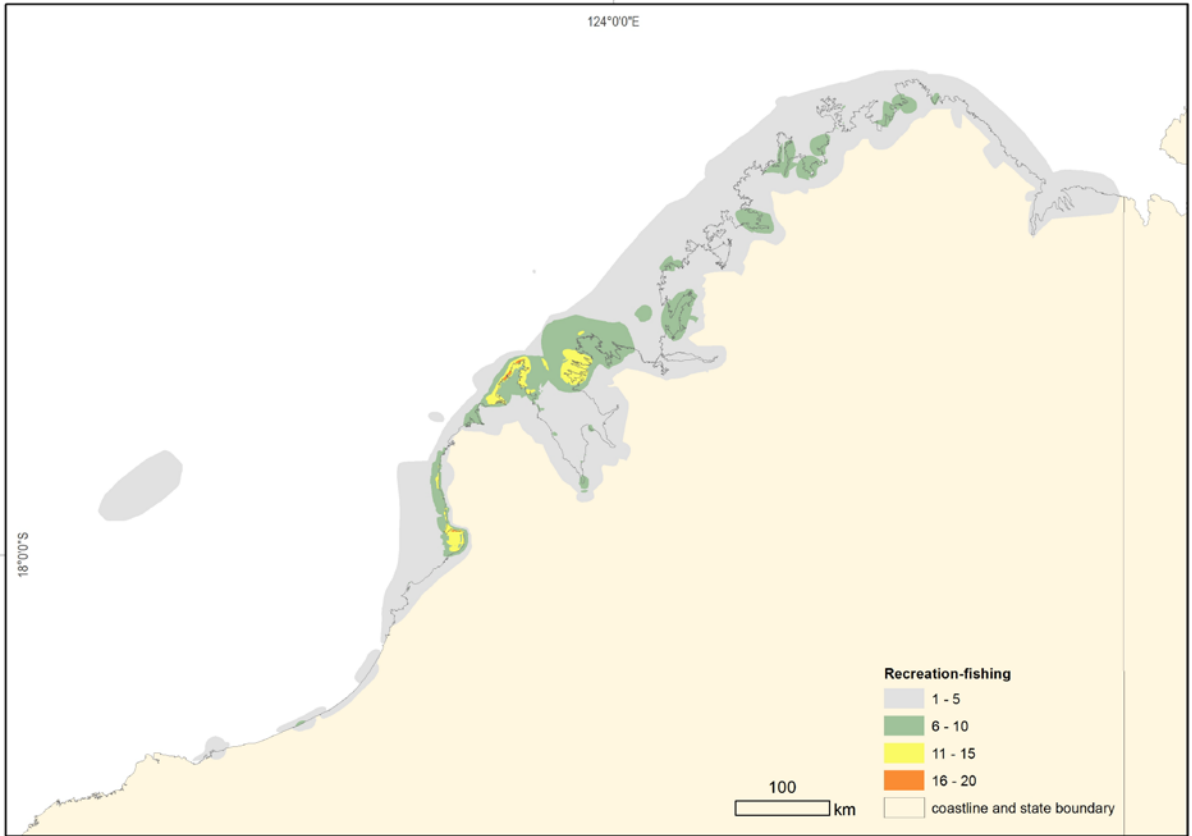 124°0'0"E
18°0'0"S
Recreation-fishing
1 - 5
6 - 10
11 - 15
16 - 20
coastline and state boundary
100
km